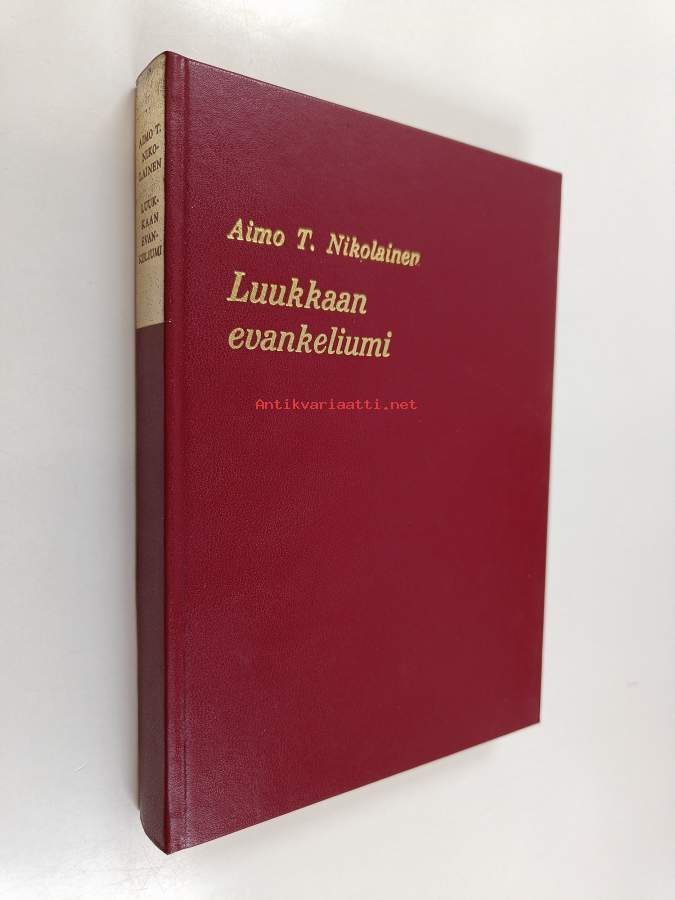 AIMO T.
NIKO-
LAINEN
LUUK-
KAAN
EVAN-
KELIUMI
Aimo T. Nikolainen
Luukkaan
evankeliumi
Antikvariaatti.net